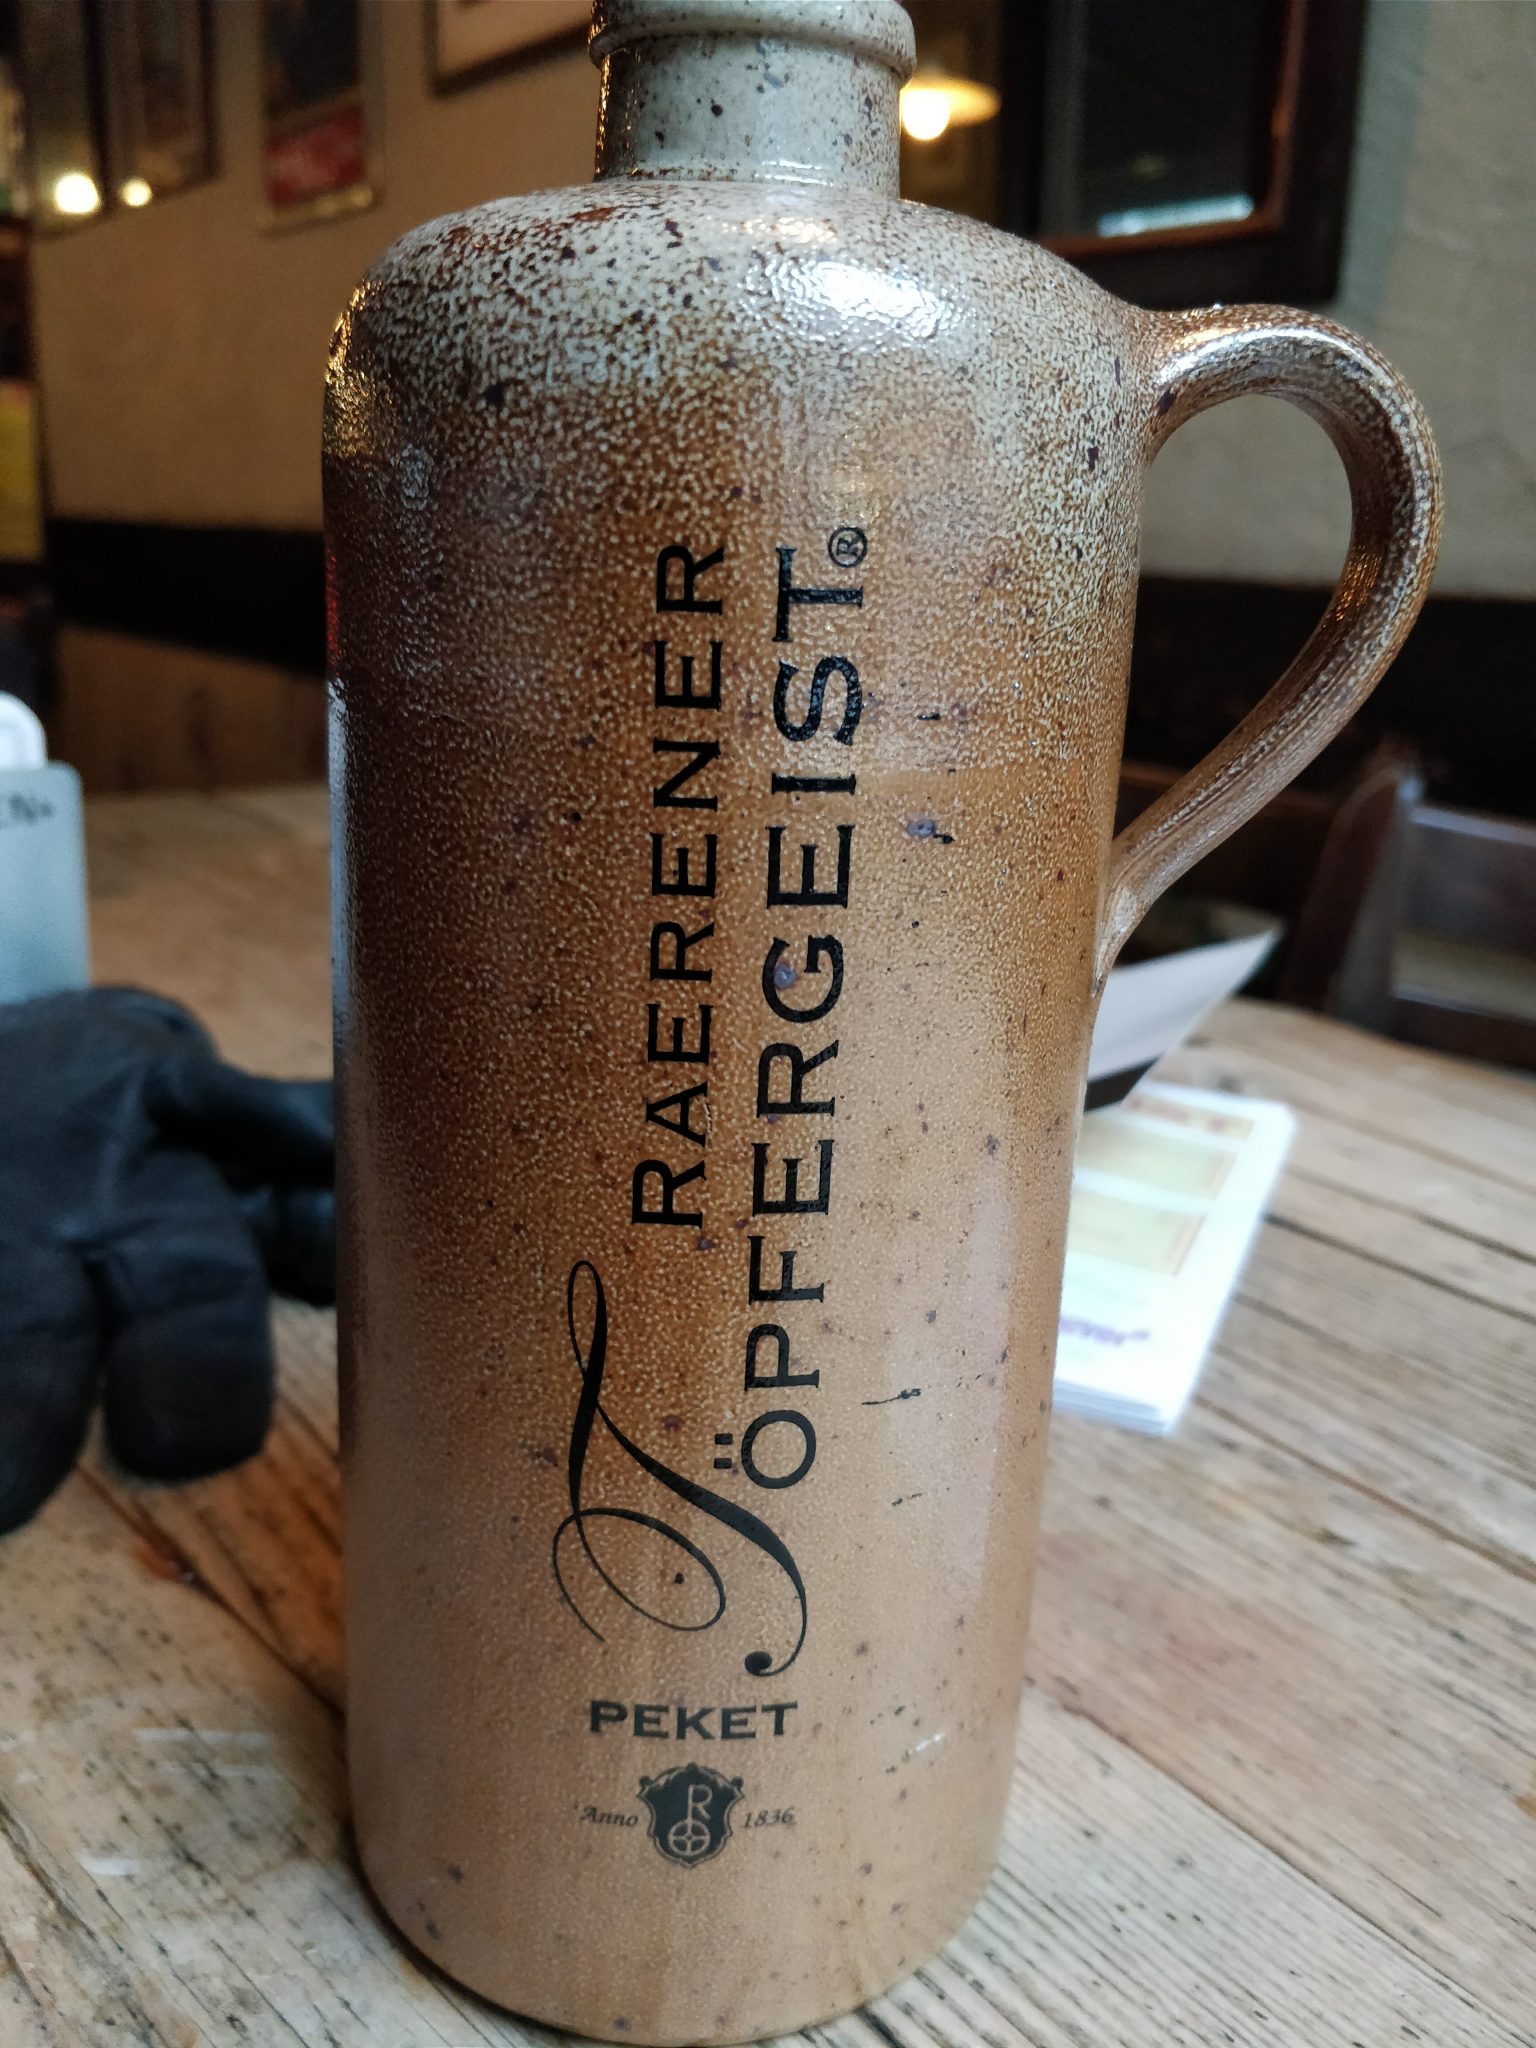 RAERENER
TÖPFERGEIST®
PEKET
Anno 1836
R